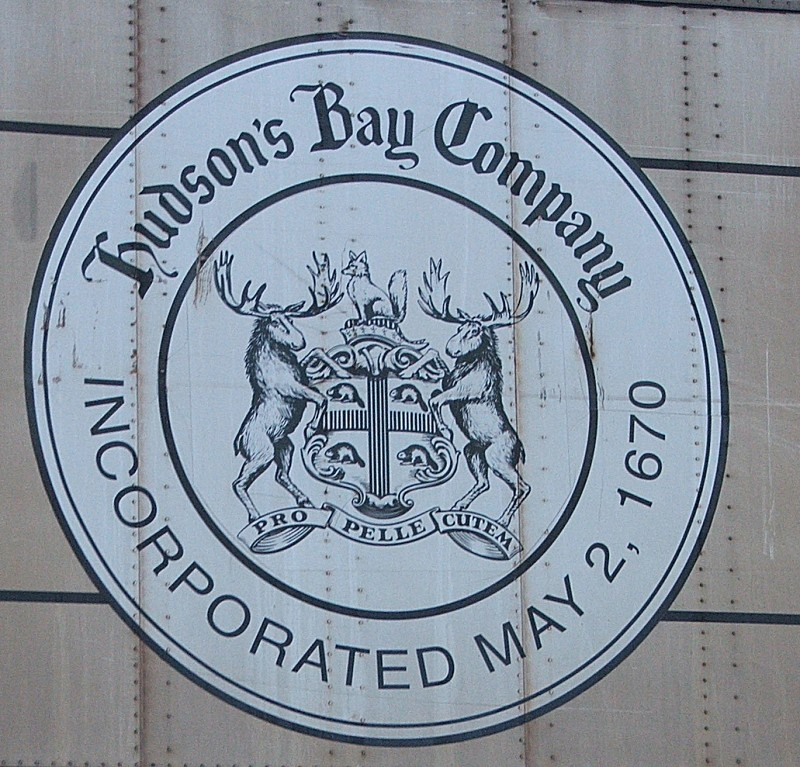 Hudson's Bay Company
PRO PELLE CUTEM
INCORPORATED MAY 2, 1670